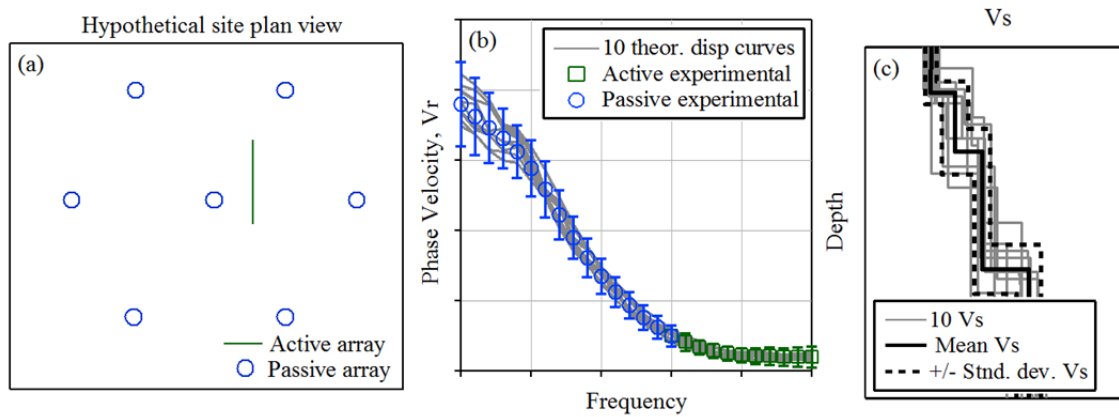 Hypothetical site plan view
(a)
Active array
Passive array
(b)
10 theor. disp curves
Active experimental
Passive experimental
Phase Velocity, Vr
Frequency
Vs
(c)
Depth
10 Vs
Mean Vs
+/- Stnd. dev. Vs